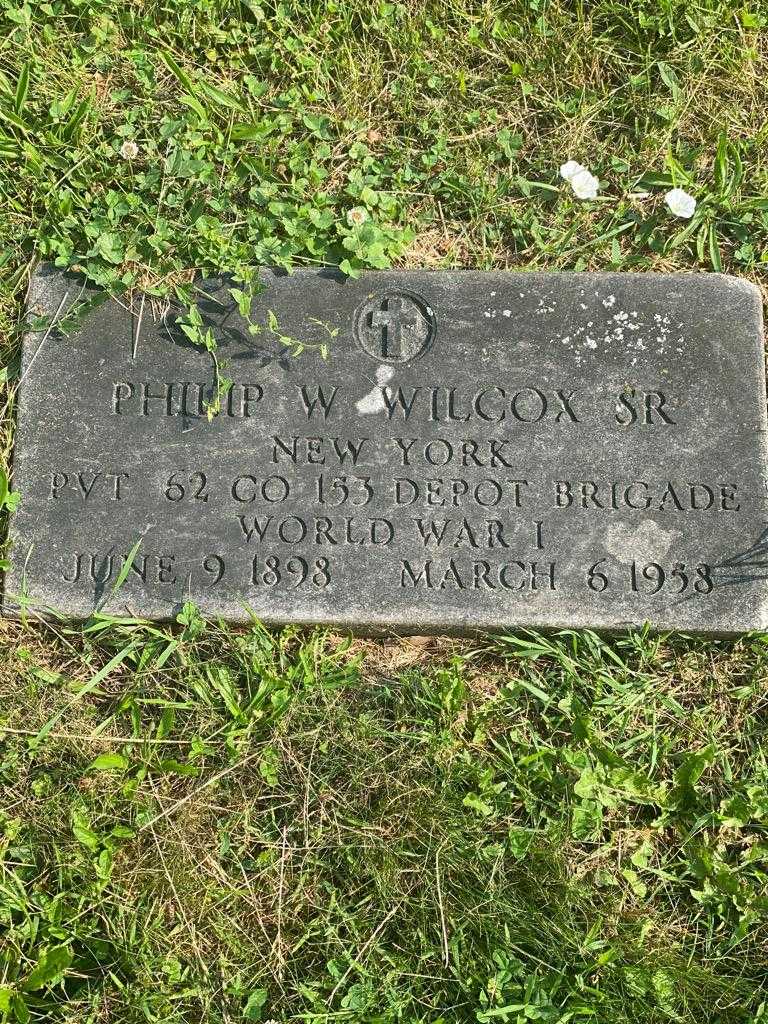 PHILIP W WILCOX SR
NEW YORK
PVT 62 CO 153 DEPOT BRIGADE
WORLD WAR I
JUNE 9 1898 MARCH 6 1958